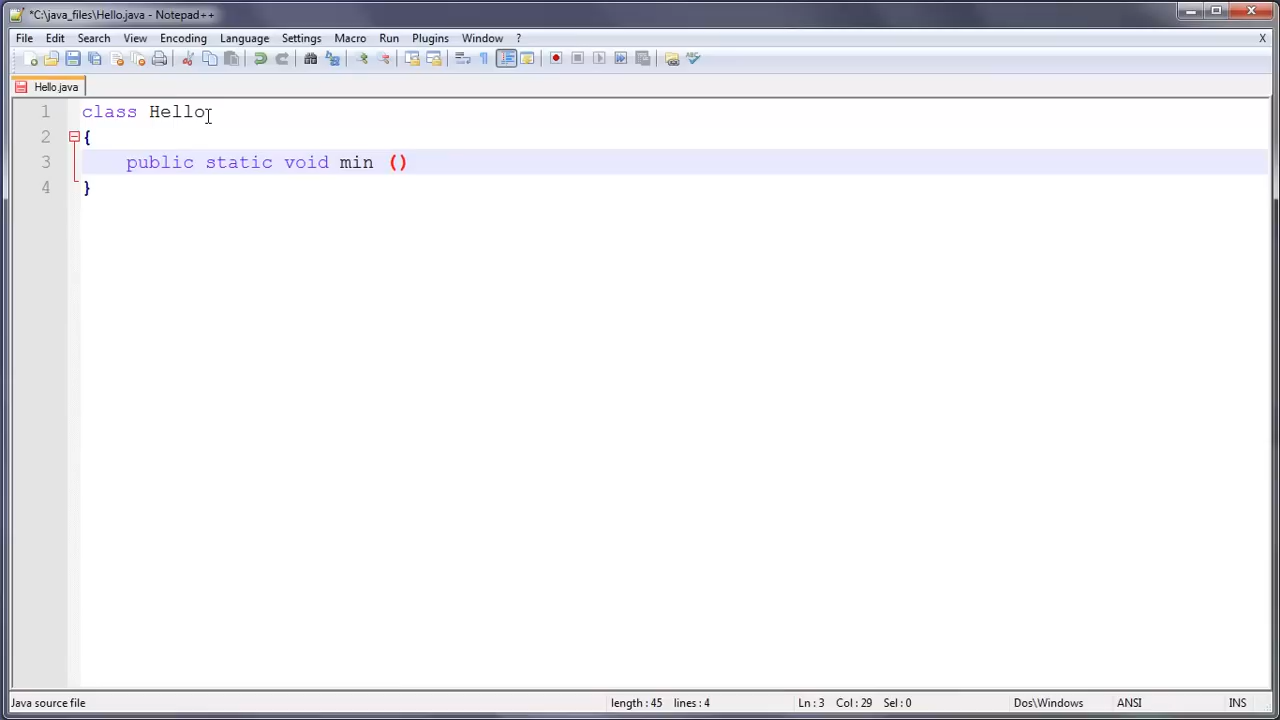 *C:\java_files\Hello.java - Notepad++
File Edit Search View Encoding Language Settings Macro Run Plugins Window ? X
Hello.java
1 class Hello
2 {
3 public static void min ()
4 }
Java source file length : 45 lines : 4 Ln : 3 Col : 29 Sel : 0 Dos\Windows ANSI INS